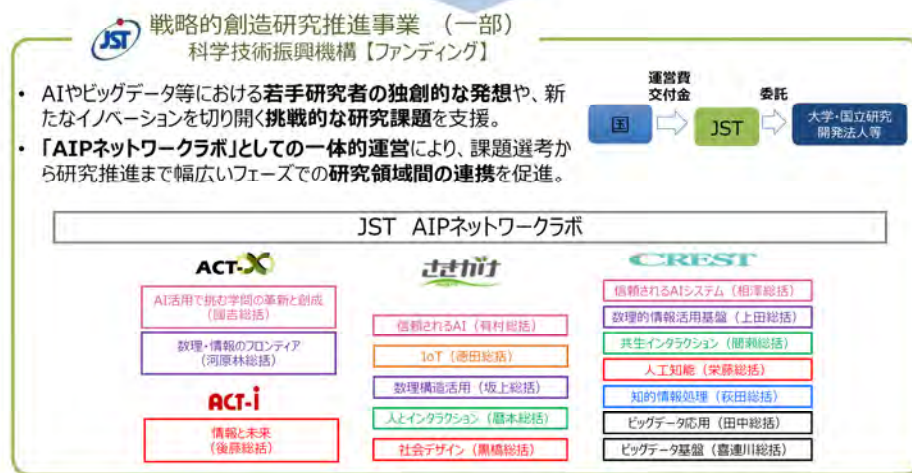 JST
戦略的創造研究推進事業 （一部）
科学技術振興機構【ファンディング】
• AIやビッグデータ等における若手研究者の独創的な発想や、新
たなイノベーションを切り開く挑戦的な研究課題を支援。
• 「AIPネットワークラボ」としての一体的運営により、課題選考か
ら研究推進まで幅広いフェーズでの研究領域間の連携を促進。
運営費
交付金
委託
国
JST
大学・国立研究
開発法人等
JST AIPネットワークラボ
ACT-X
AI活用で挑む学問の革新と創成
（國吉総括）
数理・情報のフロンティア
（河原林総括）
ACT-i
情報と未来
（後藤総括）
さきがけ
信頼されるAI（有村総括）
IoT（徳田総括）
数理構造活用（坂上総括）
人とインタラクション（暦本総括）
社会デザイン（黒橋総括）
CREST
信頼されるAIシステム（相澤総括）
数理的情報活用基盤（上田総括）
共生インタラクション（間瀬総括）
人工知能（栄藤総括）
知的情報処理（萩田総括）
ビッグデータ応用（田中総括）
ビッグデータ基盤（喜連川総括）